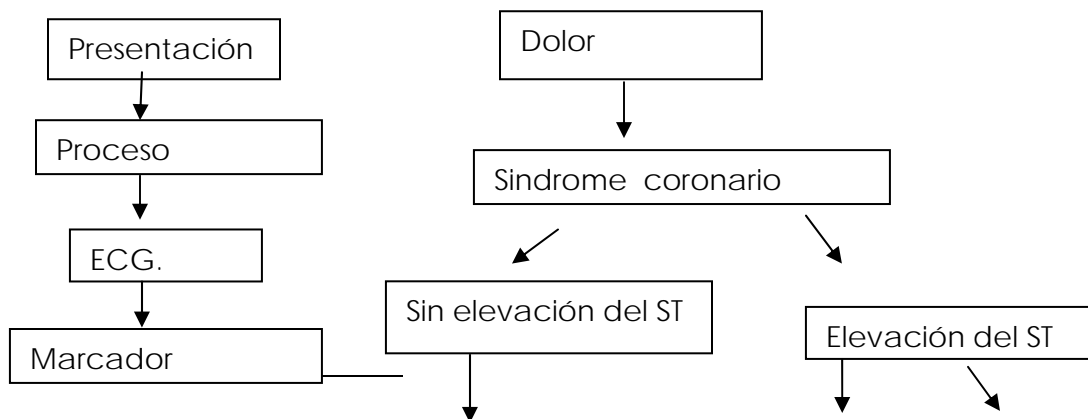 Presentación
Dolor
Proceso
Sindrome coronario
ECG.
Sin elevación del ST
Elevación del ST
Marcador